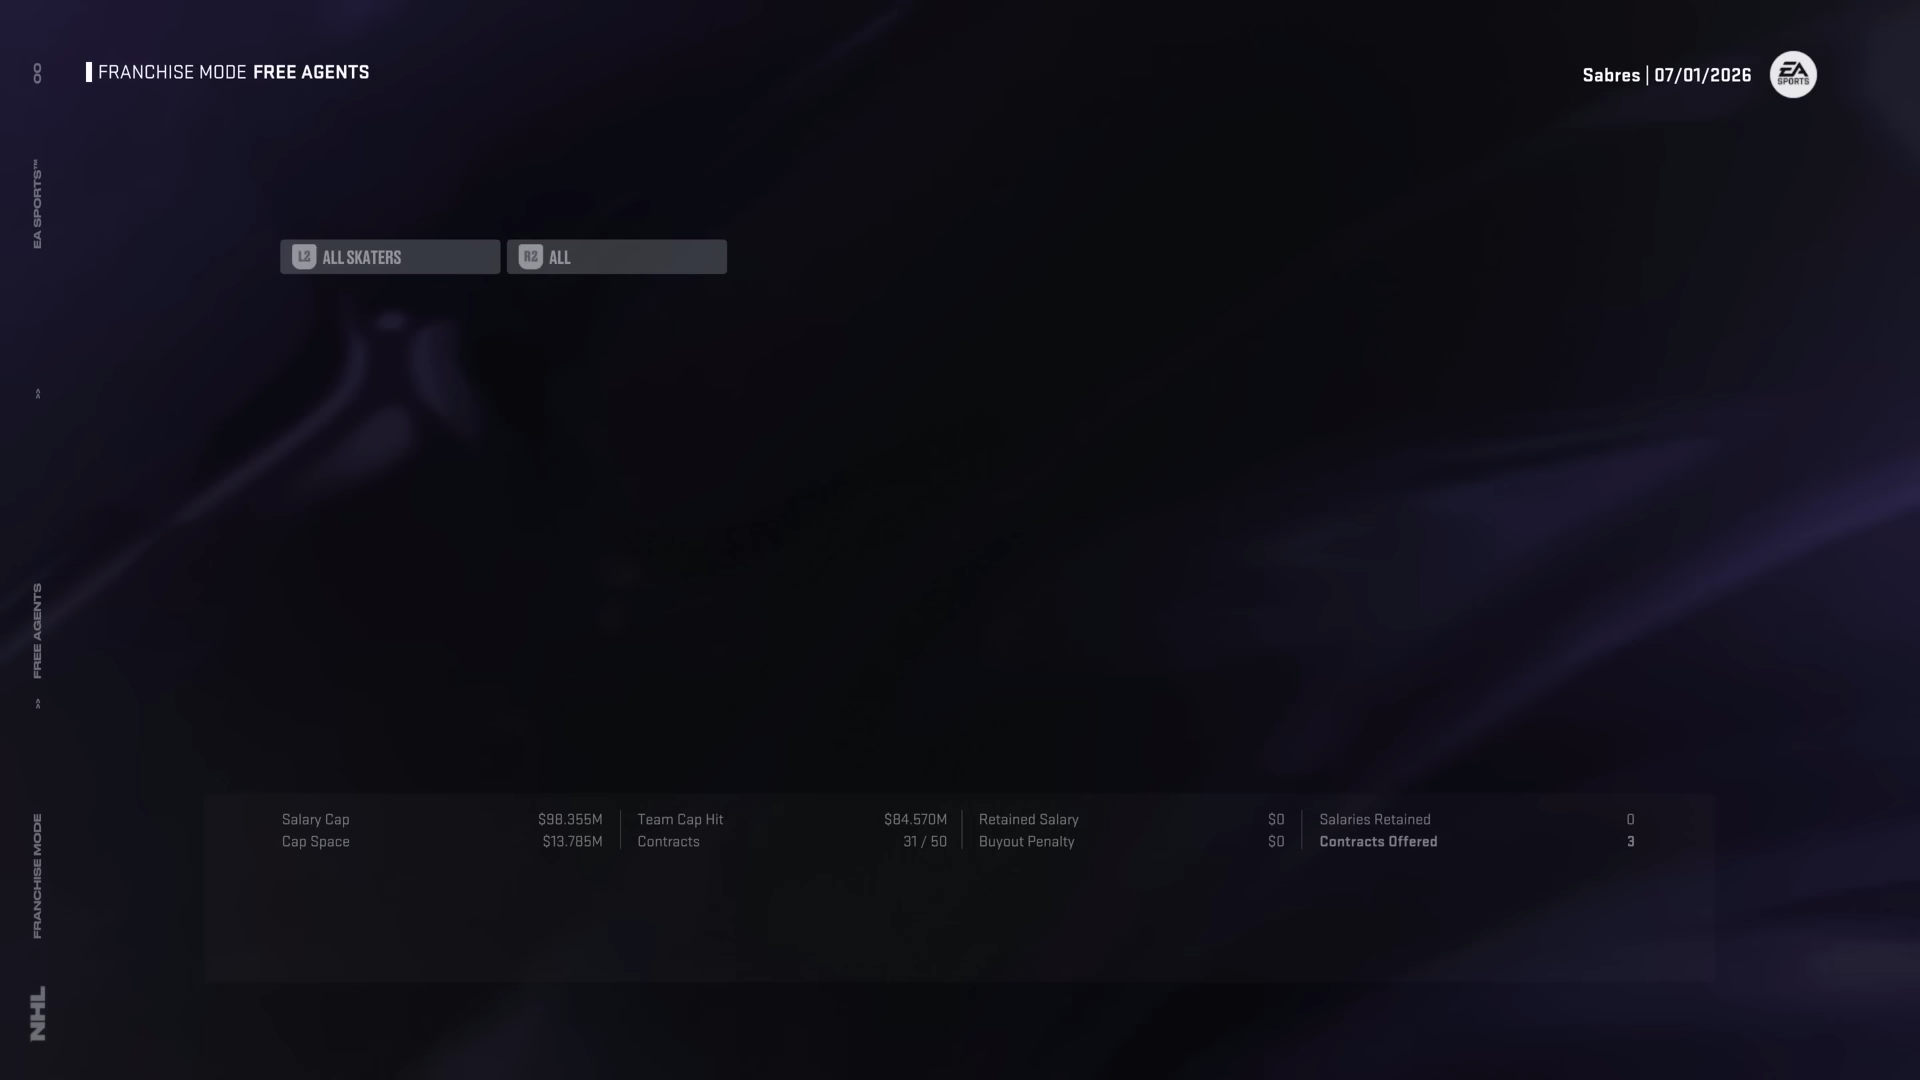 FRANCHISE MODE FREE AGENTS
Sabres | 07/01/2026
EA SPORTS
L2 ALL SKATERS
R2 ALL
Salary Cap $98.355M
Team Cap Hit $84.570M
Retained Salary $0
Salaries Retained 0
Cap Space $13.785M
Contracts 31 / 50
Buyout Penalty $0
Contracts Offered 3
NHL
FRANCHISE MODE
>>
FREE AGENTS
>>
EA SPORTS™